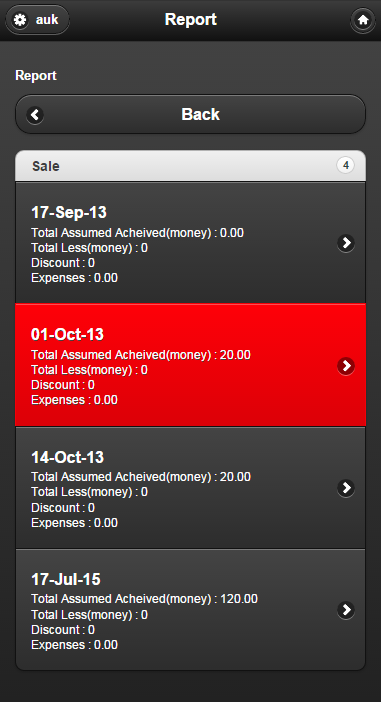 auk
Report
Report
Back
Sale
4
17-Sep-13
Total Assumed Acheived(money) : 0.00
Total Less(money) : 0
Discount : 0
Expenses : 0.00
01-Oct-13
Total Assumed Acheived(money) : 20.00
Total Less(money) : 0
Discount : 0
Expenses : 0.00
14-Oct-13
Total Assumed Acheived(money) : 20.00
Total Less(money) : 0
Discount : 0
Expenses : 0.00
17-Jul-15
Total Assumed Acheived(money) : 120.00
Total Less(money) : 0
Discount : 0
Expenses : 0.00